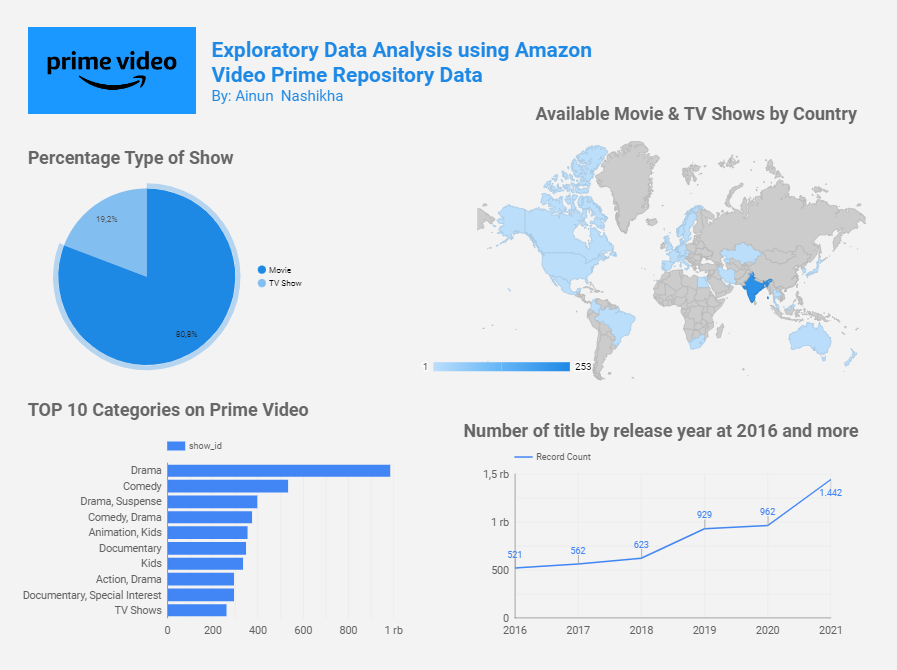 prime video
Exploratory Data Analysis using Amazon
Video Prime Repository Data
By: Ainun Nashikha
Available Movie & TV Shows by Country
Percentage Type of Show
19,2%
80,8%
Movie
TV Show
1
253
TOP 10 Categories on Prime Video
show_id
Drama
Comedy
Drama, Suspense
Comedy, Drama
Animation, Kids
Documentary
Kids
Action, Drama
Documentary, Special Interest
TV Shows
0 200 400 600 800 1 rb
Number of title by release year at 2016 and more
Record Count
1,5 rb
1 rb
500
0
521
562
623
929
962
1.442
2016 2017 2018 2019 2020 2021